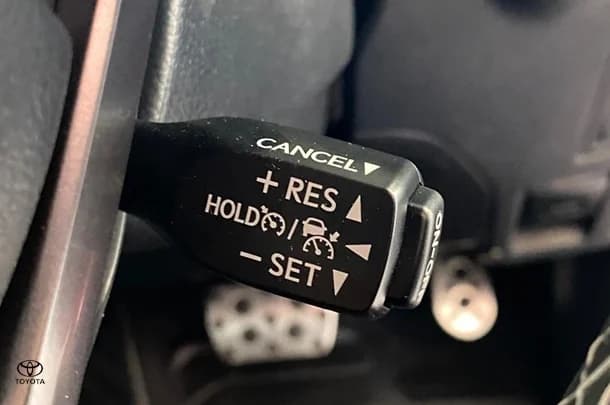 CANCEL▼
+ RES ▲
HOLD /
− SET ▼
ON-OFF
TOYOTA